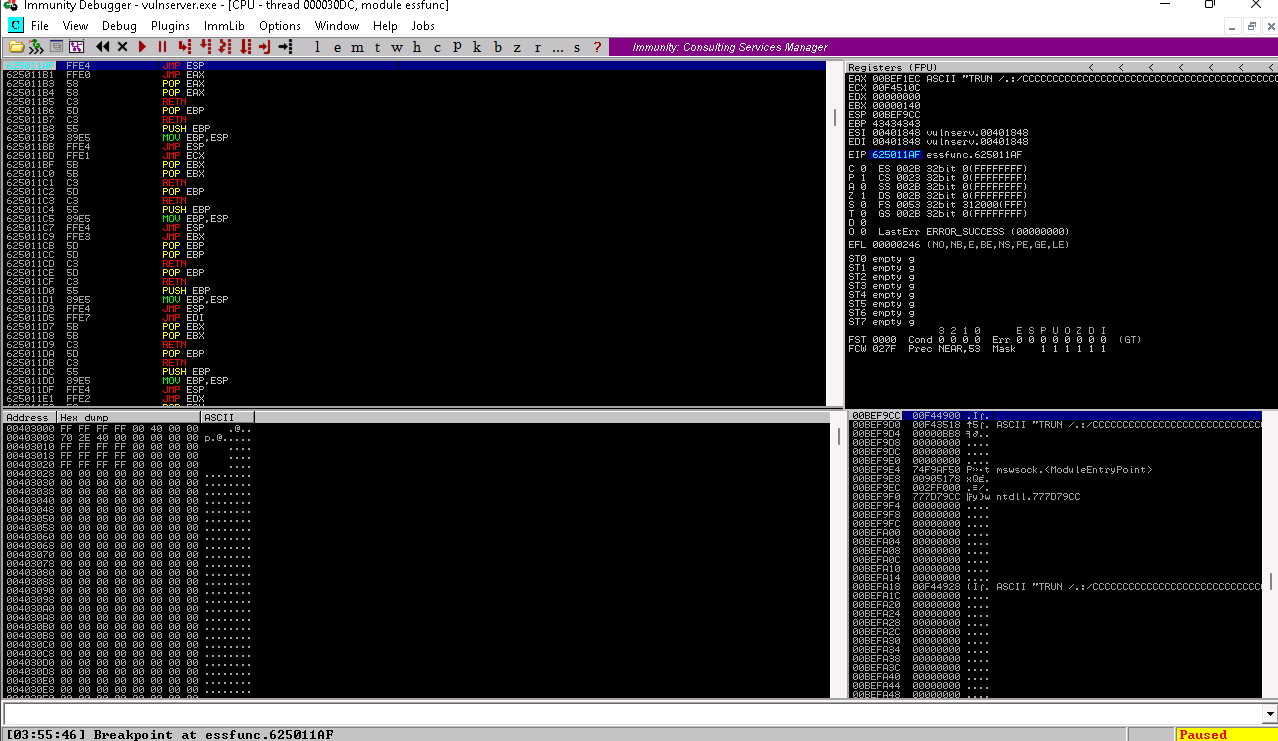 Immunity Debugger - vulnserver.exe - [CPU - thread 000030DC, module essfunc]
C File View Debug Plugins ImmLib Options Window Help Jobs
l e m t w h c P k b z r ... s ?
Immunity: Consulting Services Manager
625011AF FFE4 JMP ESP
625011B1 FFE0 JMP EAX
625011B3 58 POP EAX
625011B4 58 POP EAX
625011B5 C3 RETN
625011B6 5D POP EBP
625011B7 C3 RETN
625011B8 55 PUSH EBP
625011B9 89E5 MOV EBP,ESP
625011BB FFE4 JMP ESP
625011BD FFE1 JMP ECX
625011BF 5B POP EBX
625011C0 5B POP EBX
625011C1 C3 RETN
625011C2 5D POP EBP
625011C3 C3 RETN
625011C4 55 PUSH EBP
625011C5 89E5 MOV EBP,ESP
625011C7 FFE4 JMP ESP
625011C9 FFE3 JMP EBX
625011CB 5D POP EBP
625011CC 5D POP EBP
625011CD C3 RETN
625011CE 5D POP EBP
625011CF C3 RETN
625011D0 55 PUSH EBP
625011D1 89E5 MOV EBP,ESP
625011D3 FFE4 JMP ESP
625011D5 FFE7 JMP EDI
625011D7 5B POP EBX
625011D8 5B POP EBX
625011D9 C3 RETN
625011DA 5D POP EBP
625011DB C3 RETN
625011DC 55 PUSH EBP
625011DD 89E5 MOV EBP,ESP
625011DF FFE4 JMP ESP
625011E1 FFE2 JMP EDX
Registers (FPU) < < < < < < <
EAX 00BEF1EC ASCII "TRUN /.:/CCCCCCCCCCCCCCCCCCCCCCCCCCCCCCCCCCCCCCCCCCC
ECX 00F4510C
EDX 00000000
EBX 00000140
ESP 00BEF9CC
EBP 43434343
ESI 00401848 vulnserv.00401848
EDI 00401848 vulnserv.00401848
EIP 625011AF essfunc.625011AF
C 0 ES 002B 32bit 0(FFFFFFFF)
P 1 CS 0023 32bit 0(FFFFFFFF)
A 0 SS 002B 32bit 0(FFFFFFFF)
Z 1 DS 002B 32bit 0(FFFFFFFF)
S 0 FS 0053 32bit 312000(FFF)
T 0 GS 002B 32bit 0(FFFFFFFF)
D 0
O 0 LastErr ERROR_SUCCESS (00000000)
EFL 00000246 (NO,NB,E,BE,NS,PE,GE,LE)
ST0 empty g
ST1 empty g
ST2 empty g
ST3 empty g
ST4 empty g
ST5 empty g
ST6 empty g
ST7 empty g
3 2 1 0 E S P U O Z D I
FST 0000 Cond 0 0 0 0 Err 0 0 0 0 0 0 0 0 (GT)
FCW 027F Prec NEAR,53 Mask 1 1 1 1 1 1
Address Hex dump ASCII
00403000 FF FF FF FF 00 40 00 00 .@..
00403008 70 2E 40 00 00 00 00 00 p.@.....
00403010 FF FF FF FF 00 00 00 00 ....
00403018 FF FF FF FF 00 00 00 00 ....
00403020 FF FF FF FF 00 00 00 00 ....
00403028 00 00 00 00 00 00 00 00 ........
00403030 00 00 00 00 00 00 00 00 ........
00403038 00 00 00 00 00 00 00 00 ........
00403040 00 00 00 00 00 00 00 00 ........
00403048 00 00 00 00 00 00 00 00 ........
00403050 00 00 00 00 00 00 00 00 ........
00403058 00 00 00 00 00 00 00 00 ........
00403060 00 00 00 00 00 00 00 00 ........
00403068 00 00 00 00 00 00 00 00 ........
00403070 00 00 00 00 00 00 00 00 ........
00403078 00 00 00 00 00 00 00 00 ........
00403080 00 00 00 00 00 00 00 00 ........
00403088 00 00 00 00 00 00 00 00 ........
00403090 00 00 00 00 00 00 00 00 ........
00403098 00 00 00 00 00 00 00 00 ........
004030A0 00 00 00 00 00 00 00 00 ........
004030A8 00 00 00 00 00 00 00 00 ........
004030B0 00 00 00 00 00 00 00 00 ........
004030B8 00 00 00 00 00 00 00 00 ........
004030C0 00 00 00 00 00 00 00 00 ........
004030C8 00 00 00 00 00 00 00 00 ........
004030D0 00 00 00 00 00 00 00 00 ........
004030D8 00 00 00 00 00 00 00 00 ........
004030E0 00 00 00 00 00 00 00 00 ........
004030E8 00 00 00 00 00 00 00 00 ........
00BEF9CC 00F44900
00BEF9D0 00F43518 ASCII "TRUN /.:/CCCCCCCCCCCCCCCCCCCCCCCCCCCCC
00BEF9D4 00000BB8
00BEF9D8 00000000 ....
00BEF9DC 00000000 ....
00BEF9E0 00000000 ....
00BEF9E4 74F9AF50 mswsock.<ModuleEntryPoint>
00BEF9E8 00905178
00BEF9EC 002FF000
00BEF9F0 777D79CC ntdll.777D79CC
00BEF9F4 00000000 ....
00BEF9F8 00000000 ....
00BEF9FC 00000000 ....
00BEFA00 00000000 ....
00BEFA04 00000000 ....
00BEFA08 00000000 ....
00BEFA0C 00000000 ....
00BEFA10 00000000 ....
00BEFA14 00000000 ....
00BEFA18 00F44928 ASCII "TRUN /.:/CCCCCCCCCCCCCCCCCCCCCCCCCCCCC
00BEFA1C 00000000 ....
00BEFA20 00000000 ....
00BEFA24 00000000 ....
00BEFA28 00000000 ....
00BEFA2C 00000000 ....
00BEFA30 00000000 ....
00BEFA34 00000000 ....
00BEFA38 00000000 ....
00BEFA3C 00000000 ....
00BEFA40 00000000 ....
00BEFA44 00000000 ....
00BEFA48 00000000 ....
[03:55:46] Breakpoint at essfunc.625011AF
Paused